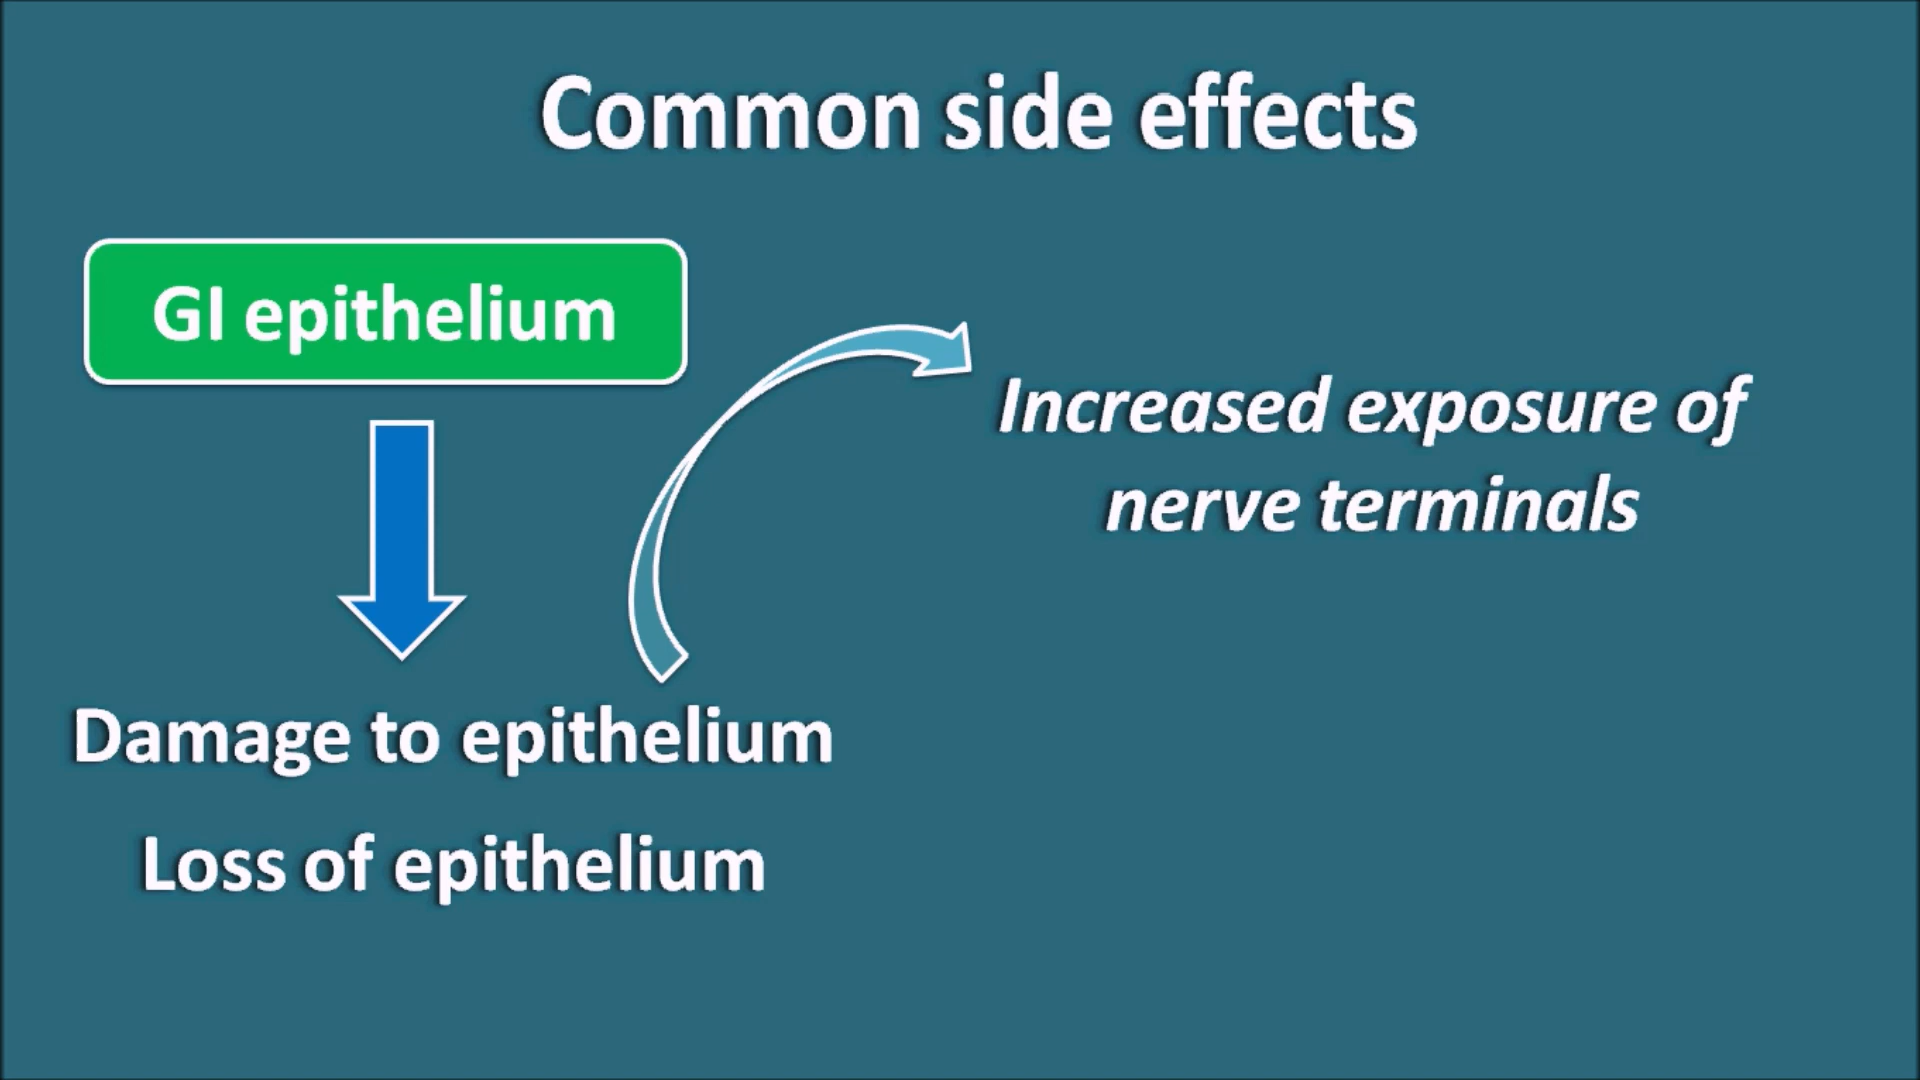 Common side effects
GI epithelium
Increased exposure of
nerve terminals
Damage to epithelium
Loss of epithelium